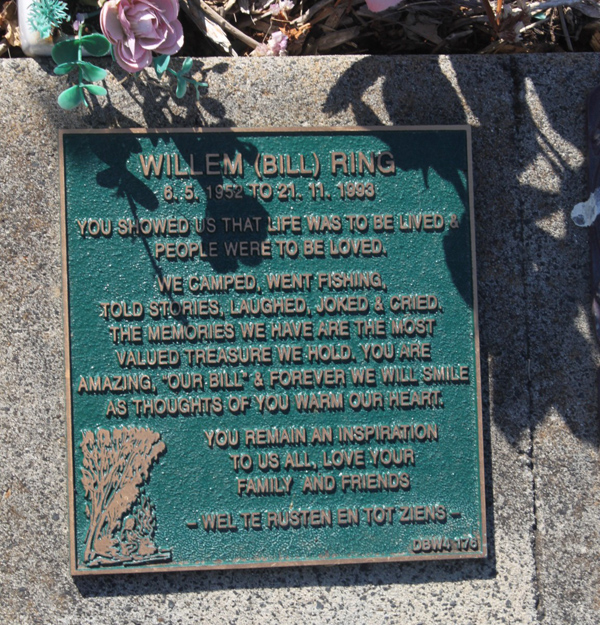 WILLEM (BILL) RING
6. 5. 1952 TO 21. 11. 1993
YOU SHOWED US THAT LIFE WAS TO BE LIVED &
PEOPLE WERE TO BE LOVED.
WE CAMPED, WENT FISHING,
TOLD STORIES, LAUGHED, JOKED & CRIED.
THE MEMORIES WE HAVE ARE THE MOST
VALUED TREASURE WE HOLD. YOU ARE
AMAZING, "OUR BILL" & FOREVER WE WILL SMILE
AS THOUGHTS OF YOU WARM OUR HEART.
YOU REMAIN AN INSPIRATION
TO US ALL, LOVE YOUR
FAMILY AND FRIENDS
- WEL TE RUSTEN EN TOT ZIENS -
DBW4 176